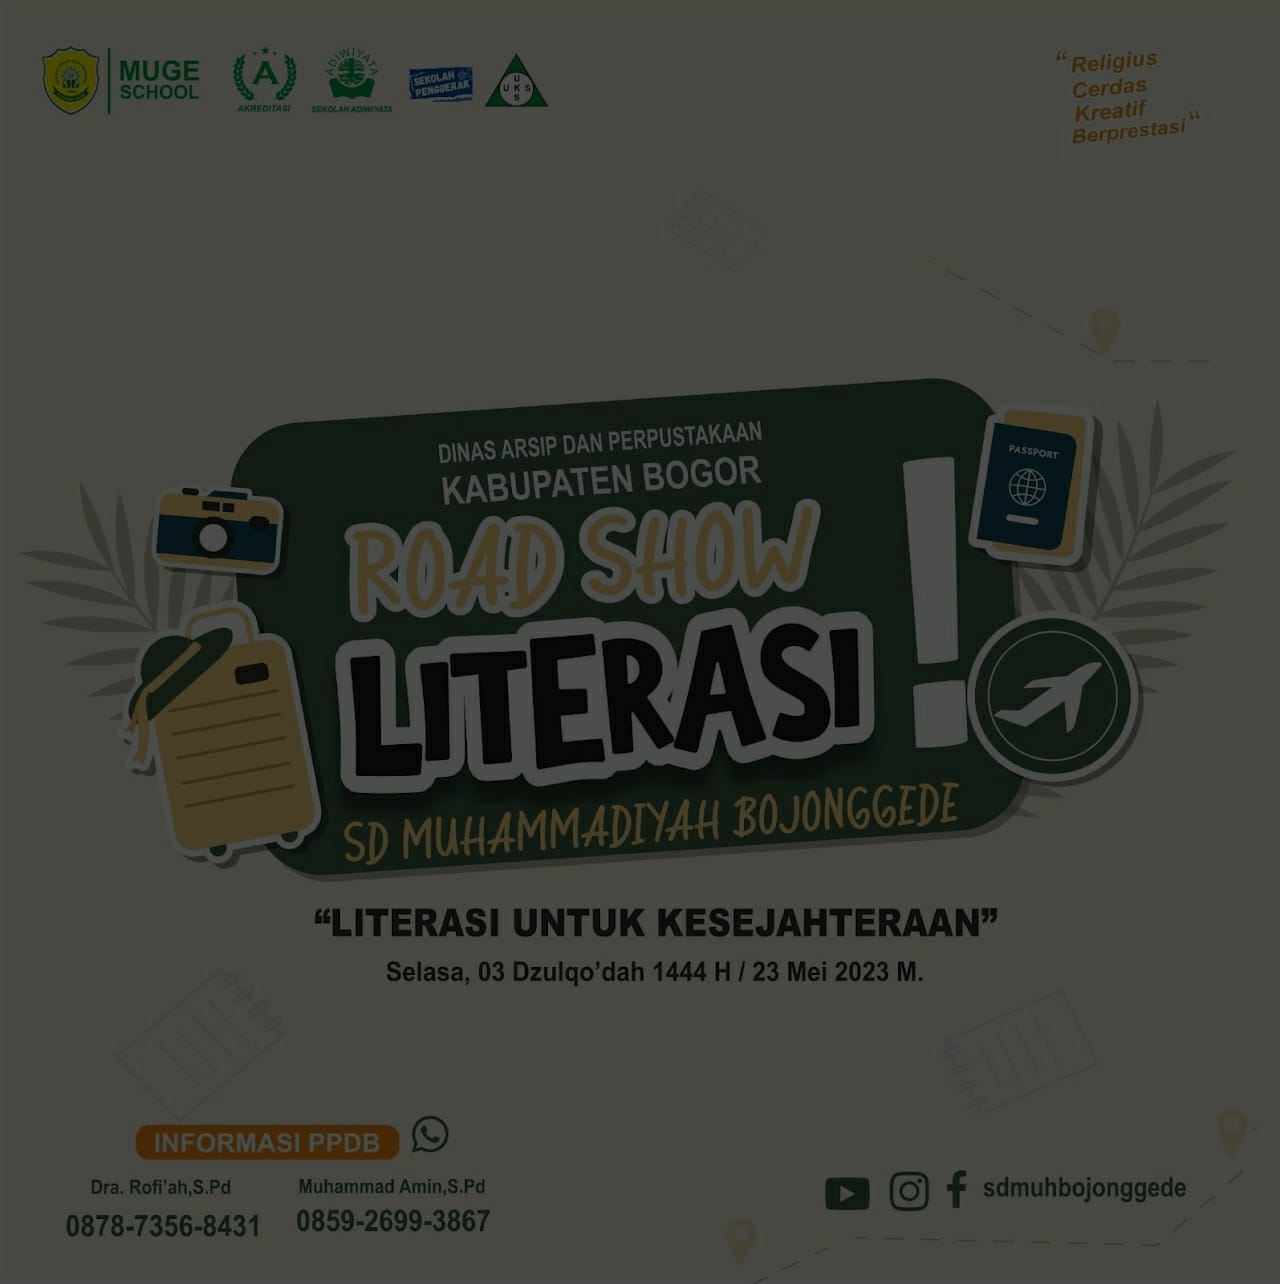 MUGE
SCHOOL
A
AKREDITASI
ADIWIYATA
SEKOLAH ADIWIYATA
SEKOLAH
PENGGERAK
UKS
UKS
“Religius
Cerdas
Kreatif
Berprestasi“
DINAS ARSIP DAN PERPUSTAKAAN
KABUPATEN BOGOR
ROAD SHOW
LITERASI!
PASSPORT
SD MUHAMMADIYAH BOJONGGEDE
“LITERASI UNTUK KESEJAHTERAAN”
Selasa, 03 Dzulqo’dah 1444 H / 23 Mei 2023 M.
INFORMASI PPDB
Dra. Rofi’ah,S.Pd
0878-7356-8431
Muhammad Amin,S.Pd
0859-2699-3867
sdmuhbojonggede